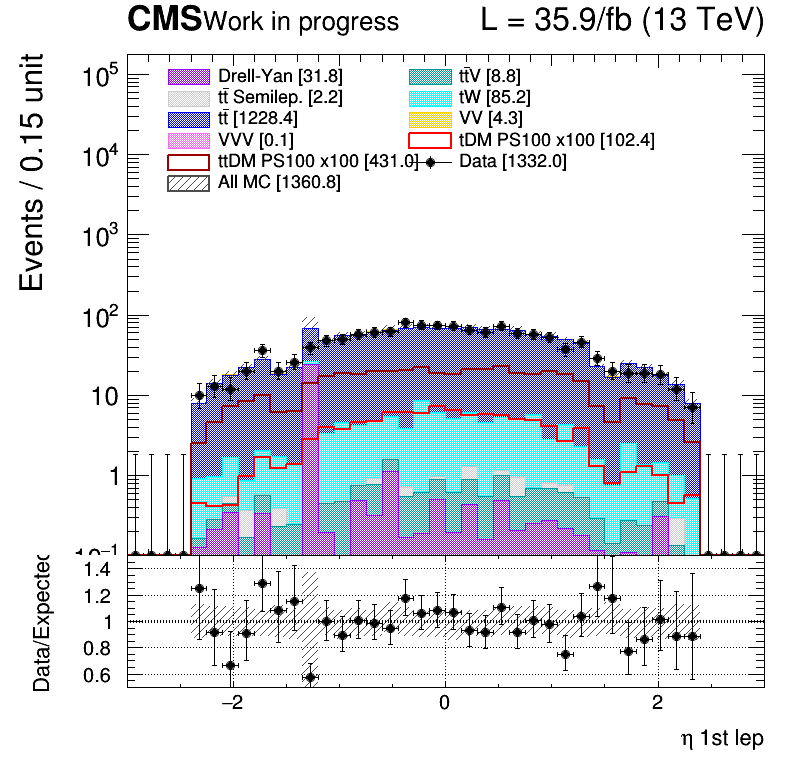 CMS Work in progress L = 35.9/fb (13 TeV)
Events / 0.15 unit
10⁵
10⁴
10³
10²
10
1
10⁻¹
Drell-Yan [31.8] tt̄V [8.8]
tt̄ Semilep. [2.2] tW [85.2]
tt̄ [1228.4] VV [4.3]
VVV [0.1] tDM PS100 x100 [102.4]
ttDM PS100 x100 [431.0] Data [1332.0]
All MC [1360.8]
Data/Expected
1.4
1.2
1
0.8
0.6
−2 0 2
η 1st lep